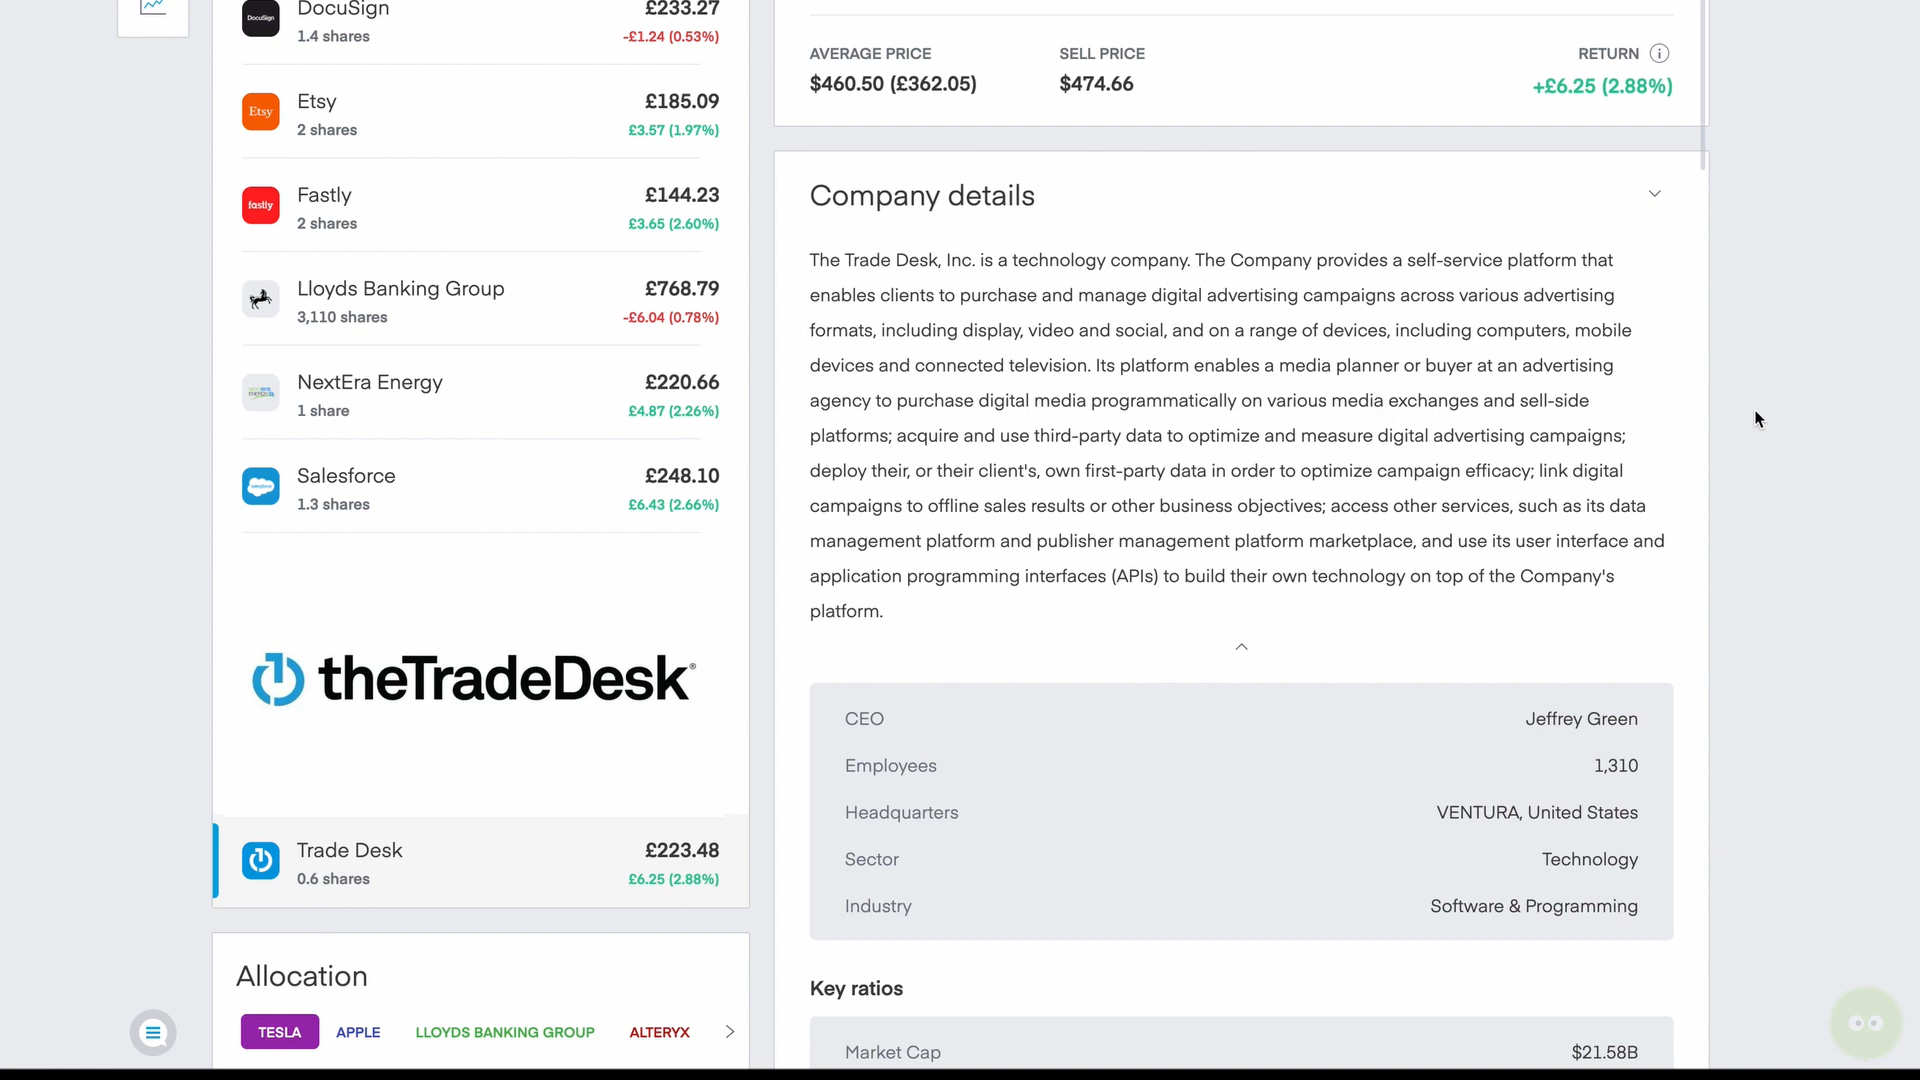 DocuSign
£233.27
1.4 shares
-£1.24 (0.53%)
Etsy
Etsy
£185.09
2 shares
£3.57 (1.97%)
fastly
Fastly
£144.23
2 shares
£3.65 (2.60%)
Lloyds Banking Group
£768.79
3,110 shares
-£6.04 (0.78%)
NextEra Energy
£220.66
1 share
£4.87 (2.26%)
Salesforce
£248.10
1.3 shares
£6.43 (2.66%)
theTradeDesk®
Trade Desk
£223.48
0.6 shares
£6.25 (2.88%)
Allocation
TESLA APPLE LLOYDS BANKING GROUP ALTERYX
AVERAGE PRICE
$460.50 (£362.05)
SELL PRICE
$474.66
RETURN
+£6.25 (2.88%)
Company details
The Trade Desk, Inc. is a technology company. The Company provides a self-service platform that
enables clients to purchase and manage digital advertising campaigns across various advertising
formats, including display, video and social, and on a range of devices, including computers, mobile
devices and connected television. Its platform enables a media planner or buyer at an advertising
agency to purchase digital media programmatically on various media exchanges and sell-side
platforms; acquire and use third-party data to optimize and measure digital advertising campaigns;
deploy their, or their client's, own first-party data in order to optimize campaign efficacy; link digital
campaigns to offline sales results or other business objectives; access other services, such as its data
management platform and publisher management platform marketplace, and use its user interface and
application programming interfaces (APIs) to build their own technology on top of the Company's
platform.
CEO Jeffrey Green
Employees 1,310
Headquarters VENTURA, United States
Sector Technology
Industry Software & Programming
Key ratios
Market Cap $21.58B